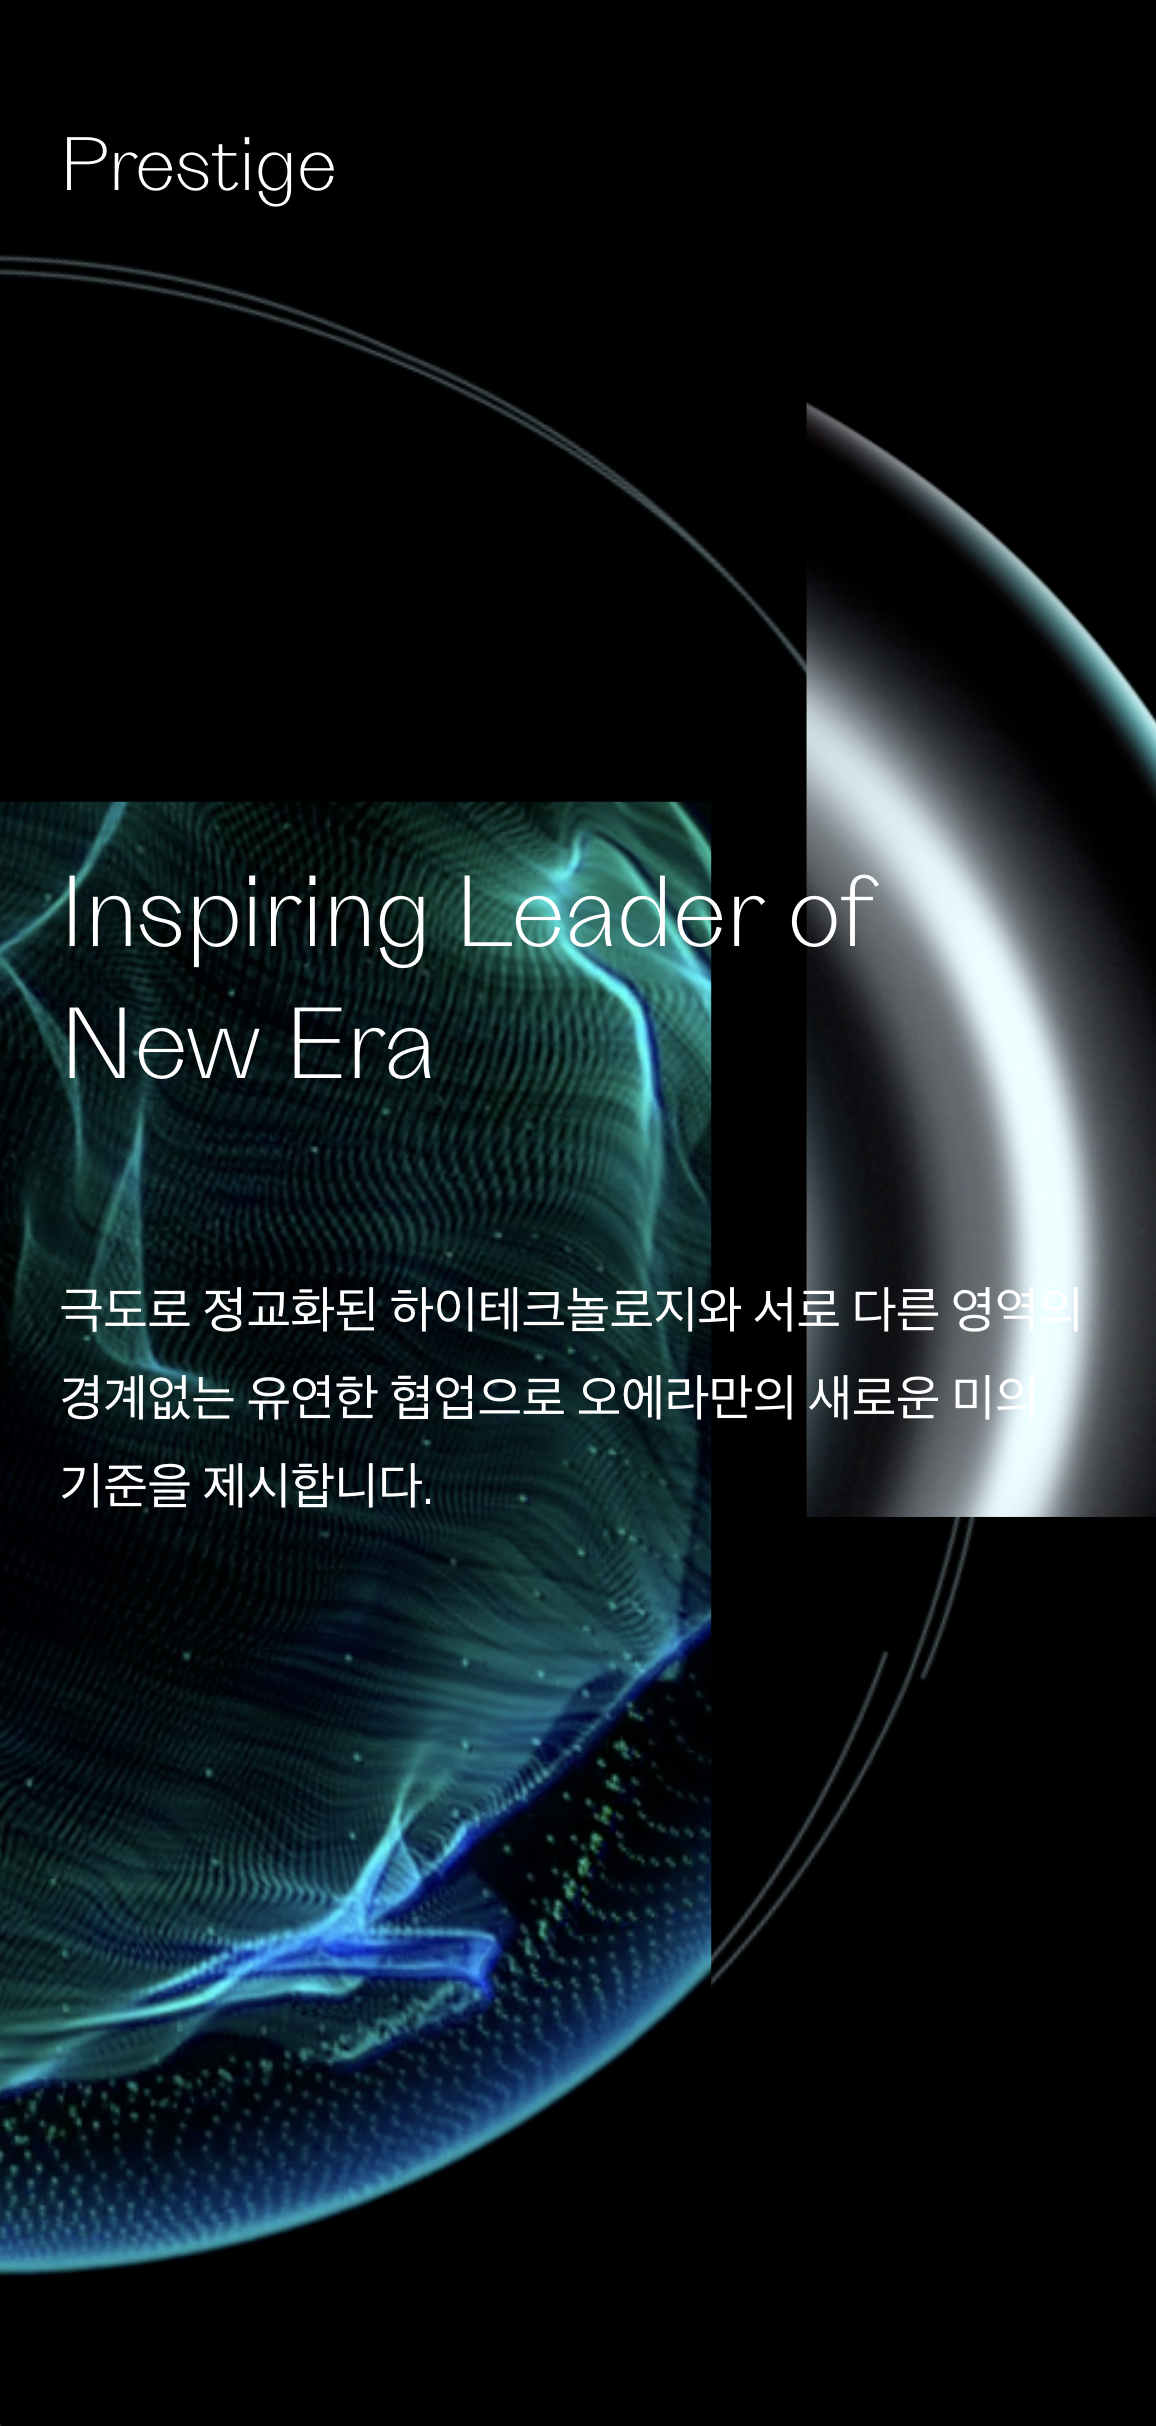 Prestige
Inspiring Leader of
New Era
극도로 정교화된 하이테크놀로지와 서로 다른 영역의
경계없는 유연한 협업으로 오에라만의 새로운 미의
기준을 제시합니다.